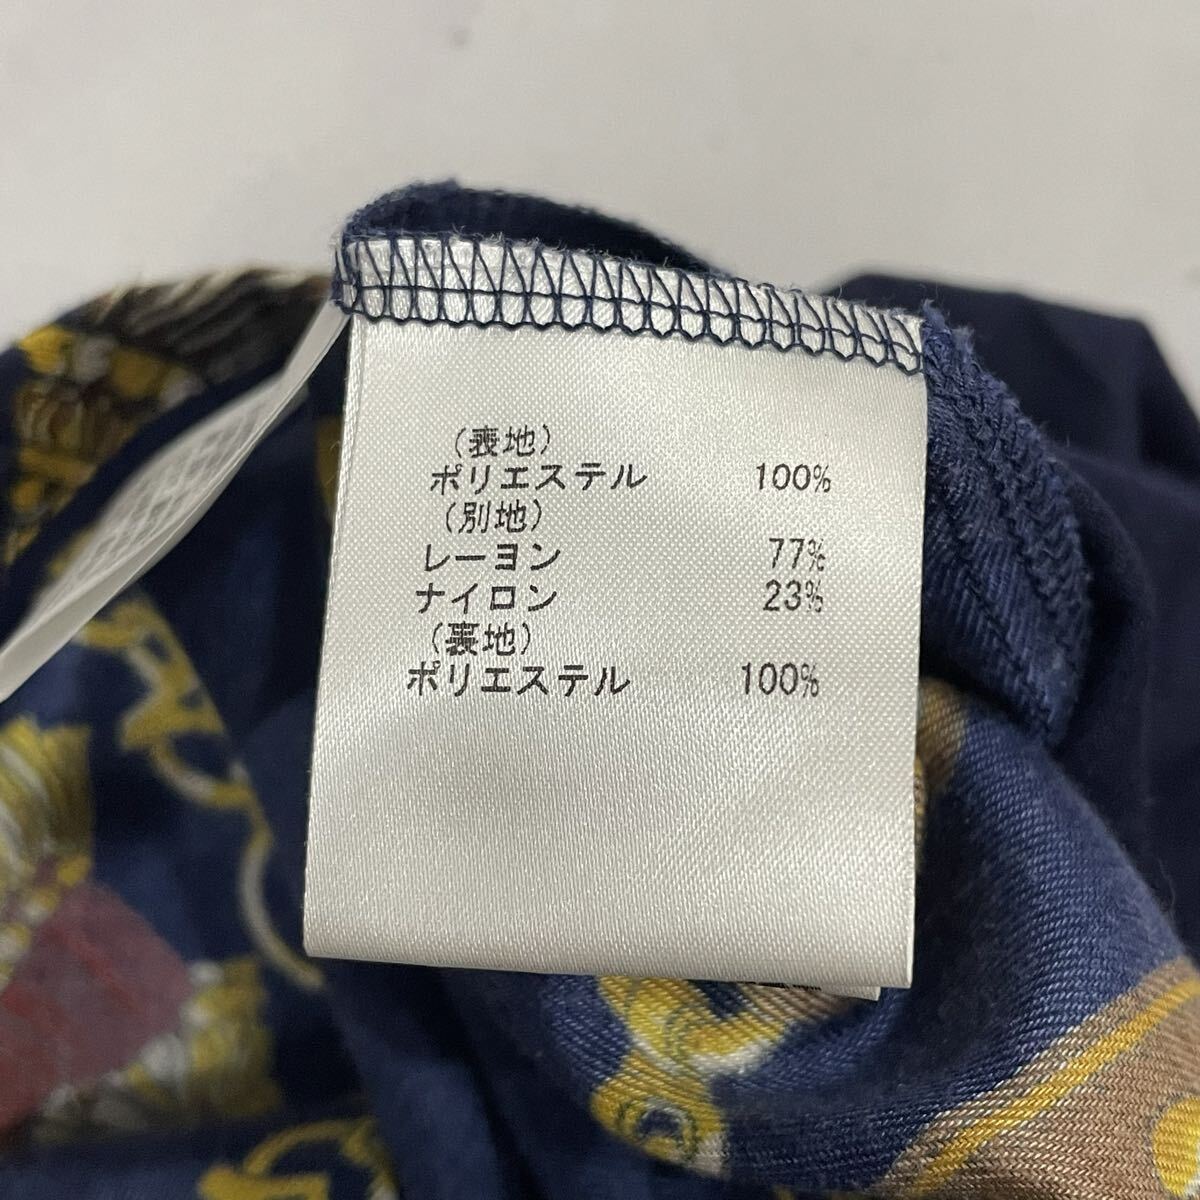 (表地)
ポリエステル 100%
(別地)
レーヨン 77%
ナイロン 23%
(裏地)
ポリエステル 100%